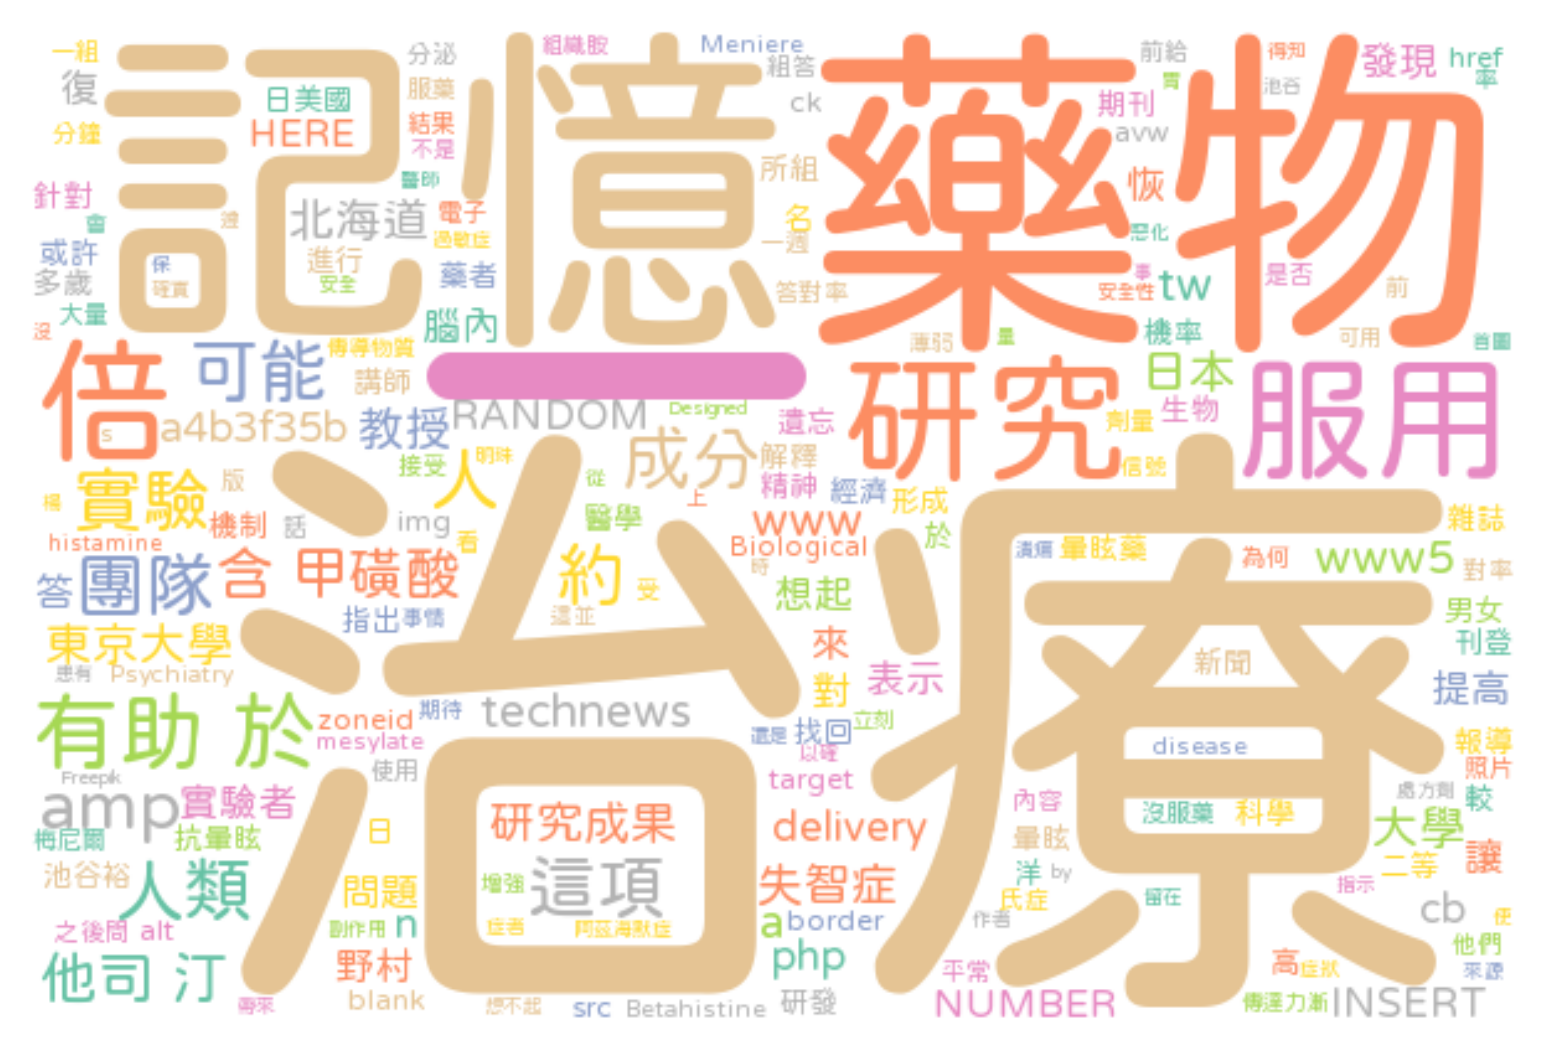 一組
復
分鐘
針對
會
或許
多歲
大量
沒
記憶
日美國
HERE
北海道
進行
安全
保
確實
分泌
服藥
結果
不是
醫師
電子
過敏症
藥者
腦內
組織胺
Meniere
組答
ck
所組
名
一週
答對率
藥物
前給
胃
得知
池谷
發現
href
率
期刊
avw
恢
惡化
事
安全性
tw
是否
前
機率
可用
首圖
薄弱
量
倍
s
可能
傳導物質
講師
一
a4b3f35b
教授
RANDOM
Designed
遺忘
研究
日本
生物
劑量
信號
服用
實驗
版
楊
機制
話
histamine
接受
人
明珠
從
成分
解釋
精神
上
經濟
形成
img
看
醫學
www
Biological
時
於
潰瘍
暈眩藥
為何
www5
雜誌
對率
答
團隊
含
甲磺酸
約
受
這並
想起
指出
事情
東京大學
患有
Psychiatry
治療
來
對
表示
新聞
男女
刊登
提高
有助
於
zoneid
mesylate
期待
technews
還是
找回
立刻
以確
target
disease
報導
照片
Freepik
使用
amp
實驗者
梅尼爾
抗暈眩
日
研究成果
delivery
內容
暈眩
沒服藥
科學
處方劑
較
大學
讓
二等
池谷裕
人類
問題
增強
這項
失智症
洋
by
氏症
作者
留在
指示
cb
便
之後問
alt
副作用
n
症者
阿茲海默症
a
border
他們
來源
他司
汀
野村
php
平常
高
症狀
傳來
blank
想不起
src
Betahistine
研發
NUMBER
傳達力漸
INSERT